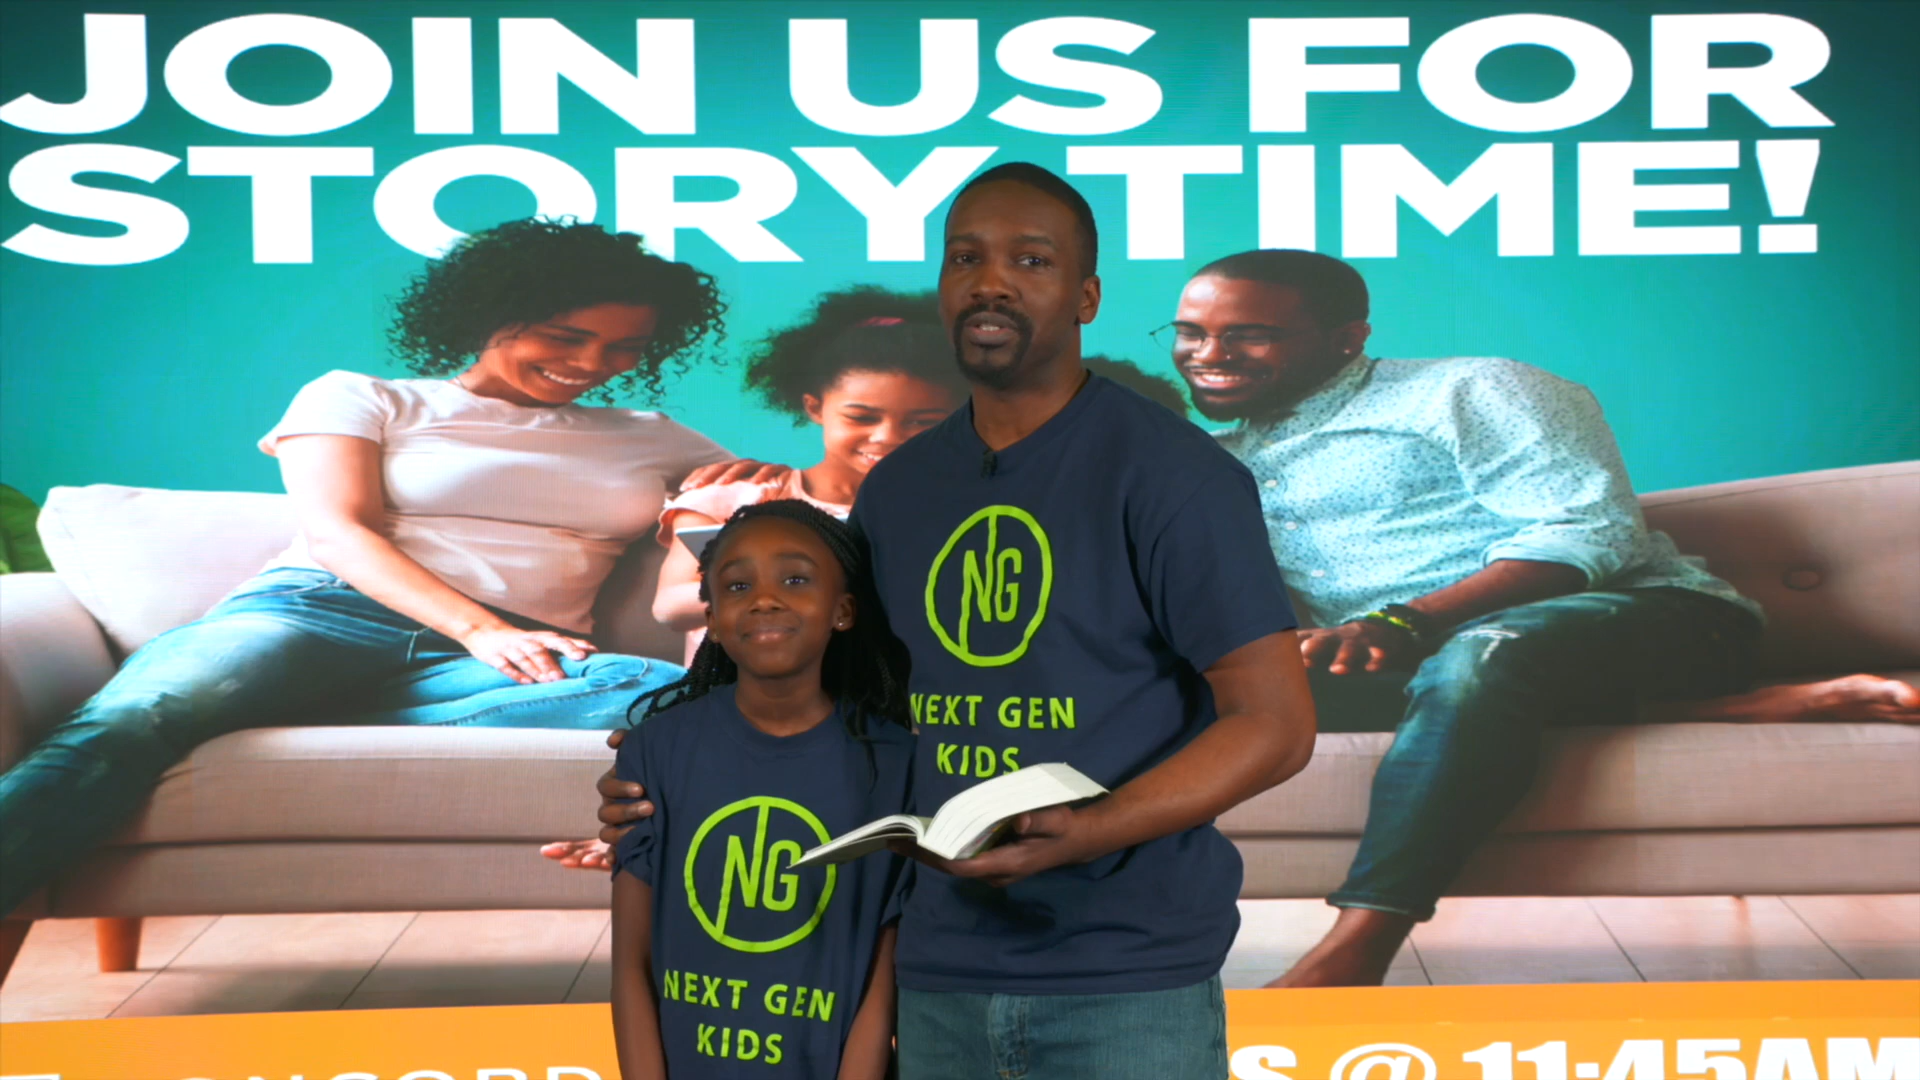 JOIN US FOR
STORY TIME!
NG
NEXT GEN
KIDS
NG
NEXT GEN
KIDS
@ 11:45AM